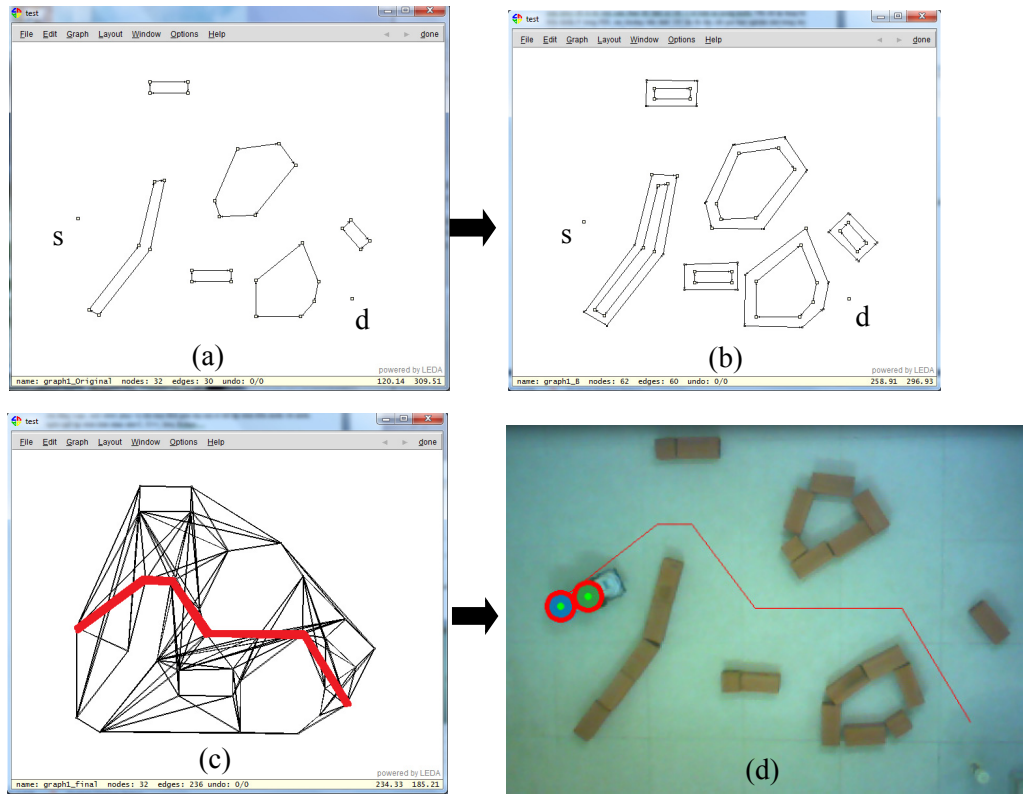 test
File Edit Graph Layout Window Options Help done
s
d
(a)
powered by LEDA
name: graph1_Original nodes: 32 edges: 30 undo: 0/0 120.14 309.51
test
File Edit Graph Layout Window Options Help done
s
d
(b)
powered by LEDA
name: graph1_B nodes: 62 edges: 60 undo: 0/0 258.91 296.93
test
File Edit Graph Layout Window Options Help done
(c)
powered by LEDA
name: graph1_final nodes: 32 edges: 236 undo: 0/0 234.33 185.21
(d)